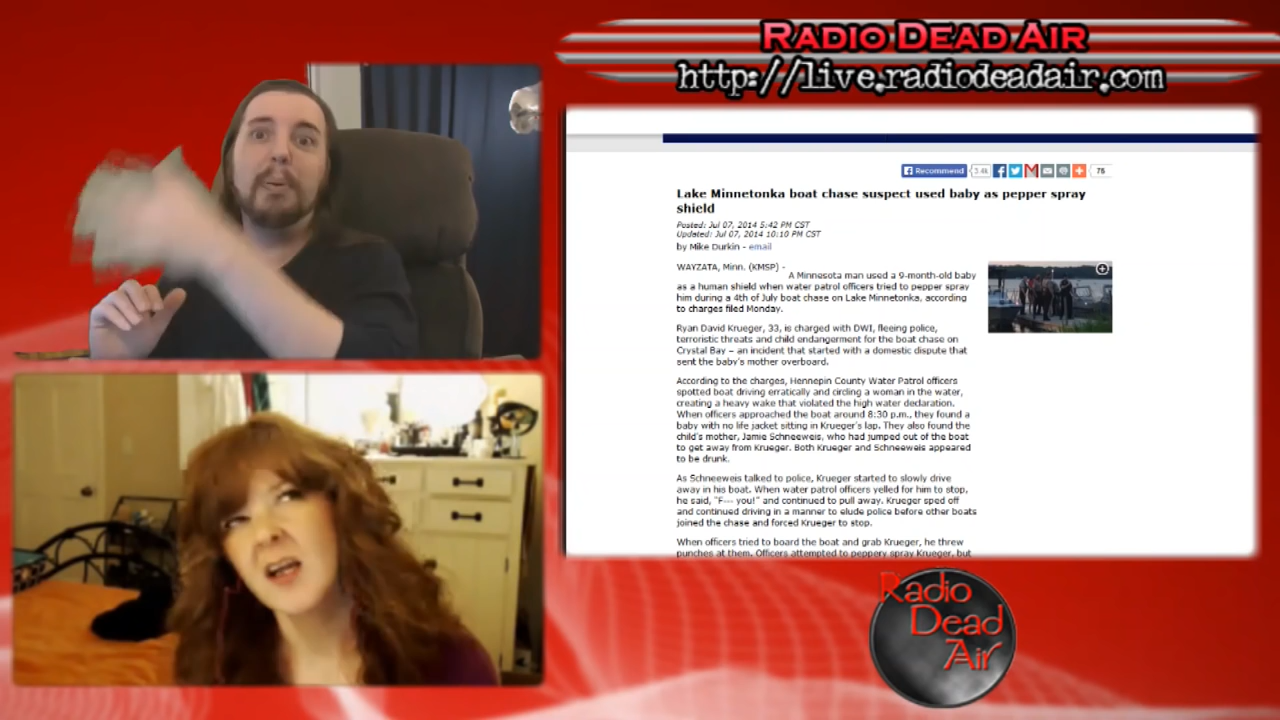 Radio Dead Air
http://live.radiodeadair.com
Recommend 3.4k 75
Lake Minnetonka boat chase suspect used baby as pepper spray
shield
Posted: Jul 07, 2014 5:42 PM CST
Updated: Jul 07, 2014 10:10 PM CST
by Mike Durkin - email
WAYZATA, Minn. (KMSP) -
A Minnesota man used a 9-month-old baby
as a human shield when water patrol officers tried to pepper spray
him during a 4th of July boat chase on Lake Minnetonka, according
to charges filed Monday.
Ryan David Krueger, 33, is charged with DWI, fleeing police,
terroristic threats and child endangerment for the boat chase on
Crystal Bay – an incident that started with a domestic dispute that
sent the baby's mother overboard.
According to the charges, Hennepin County Water Patrol officers
spotted boat driving erratically and circling a woman in the water,
creating a heavy wake that violated the high water declaration.
When officers approached the boat around 8:30 p.m., they found a
baby with no life jacket sitting in Krueger's lap. They also found the
child's mother, Jamie Schneeweis, who had jumped out of the boat
to get away from Krueger. Both Krueger and Schneeweis appeared
to be drunk.
As Schneeweis talked to police, Krueger started to slowly drive
away in his boat. When water patrol officers yelled for him to stop,
he said, "F--- you!" and continued to pull away. Krueger sped off
and continued driving in a manner to elude police before other boats
joined the chase and forced Krueger to stop.
When officers tried to board the boat and grab Krueger, he threw
punches at them. Officers attempted to peppery spray Krueger, but
Radio
Dead
Air